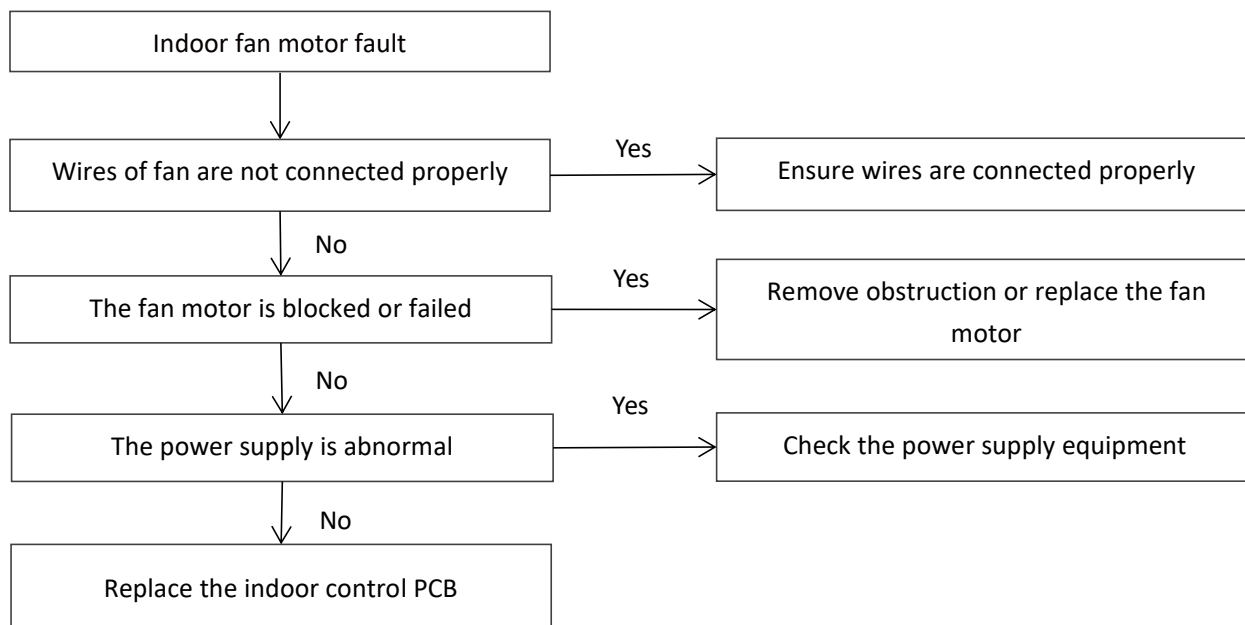 Indoor fan motor fault
Wires of fan are not connected properly
Yes
Ensure wires are connected properly
No
The fan motor is blocked or failed
Yes
Remove obstruction or replace the fan
motor
No
The power supply is abnormal
Yes
Check the power supply equipment
No
Replace the indoor control PCB